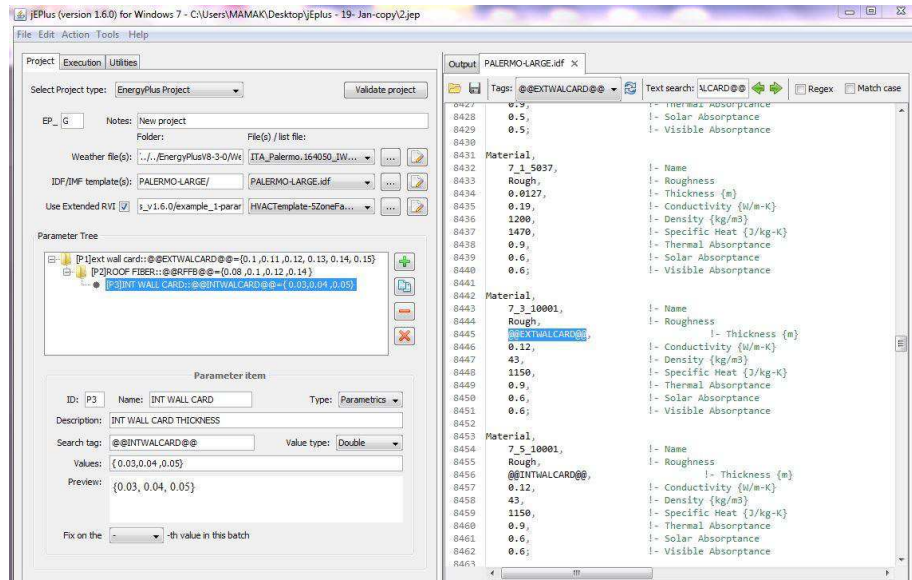 jEPlus (version 1.6.0) for Windows 7 - C:\Users\MAMAK\Desktop\jEplus - 19- Jan-copy\2.jep
File Edit Action Tools Help
Project Execution Utilities
Select Project type: EnergyPlus Project Validate project
EP_ G Notes: New project
Folder: File(s) / list file:
Weather file(s): '../../EnergyPlusV8-3-0/We ITA_Palermo.164050_IW... ...
IDF/IMF template(s): PALERMO-LARGE/ PALERMO-LARGE.idf ...
Use Extended RVI s_v1.6.0/example_1-parar HVACTemplate-5ZoneFa... ...
Parameter Tree
[P1]ext wall card::@@EXTWALCARD@@={0.1 ,0.11 ,0.12, 0.13, 0.14, 0.15}
[P2]ROOF FIBER::@@RFFB@@={0.08 ,0.1 ,0.12 ,0.14 }
[P3]INT WALL CARD::@@INTWALCARD@@={ 0.03,0.04 ,0.05}
Parameter item
ID: P3 Name: INT WALL CARD Type: Parametrics
Description: INT WALL CARD THICKNESS
Search tag: @@INTWALCARD@@ Value type: Double
Values: { 0.03,0.04 ,0.05}
Preview: {0.03, 0.04, 0.05}
Fix on the - -th value in this batch
Output PALERMO-LARGE.idf
Tags: @@EXTWALCARD@@ Text search: ALCARD@@ Regex Match case
8427 0.9, !- Thermal Absorptance
8428 0.5, !- Solar Absorptance
8429 0.5; !- Visible Absorptance
8430
8431 Material,
8432 7_1_5037, !- Name
8433 Rough, !- Roughness
8434 0.0127, !- Thickness {m}
8435 0.19, !- Conductivity {W/m-K}
8436 1200, !- Density {kg/m3}
8437 1470, !- Specific Heat {J/kg-K}
8438 0.9, !- Thermal Absorptance
8439 0.6, !- Solar Absorptance
8440 0.6; !- Visible Absorptance
8441
8442 Material,
8443 7_3_10001, !- Name
8444 Rough, !- Roughness
8445 @@EXTWALCARD@@, !- Thickness {m}
8446 0.12, !- Conductivity {W/m-K}
8447 43, !- Density {kg/m3}
8448 1150, !- Specific Heat {J/kg-K}
8449 0.9, !- Thermal Absorptance
8450 0.6, !- Solar Absorptance
8451 0.6; !- Visible Absorptance
8452
8453 Material,
8454 7_5_10001, !- Name
8455 Rough, !- Roughness
8456 @@INTWALCARD@@, !- Thickness {m}
8457 0.12, !- Conductivity {W/m-K}
8458 43, !- Density {kg/m3}
8459 1150, !- Specific Heat {J/kg-K}
8460 0.9, !- Thermal Absorptance
8461 0.6, !- Solar Absorptance
8462 0.6; !- Visible Absorptance
8463